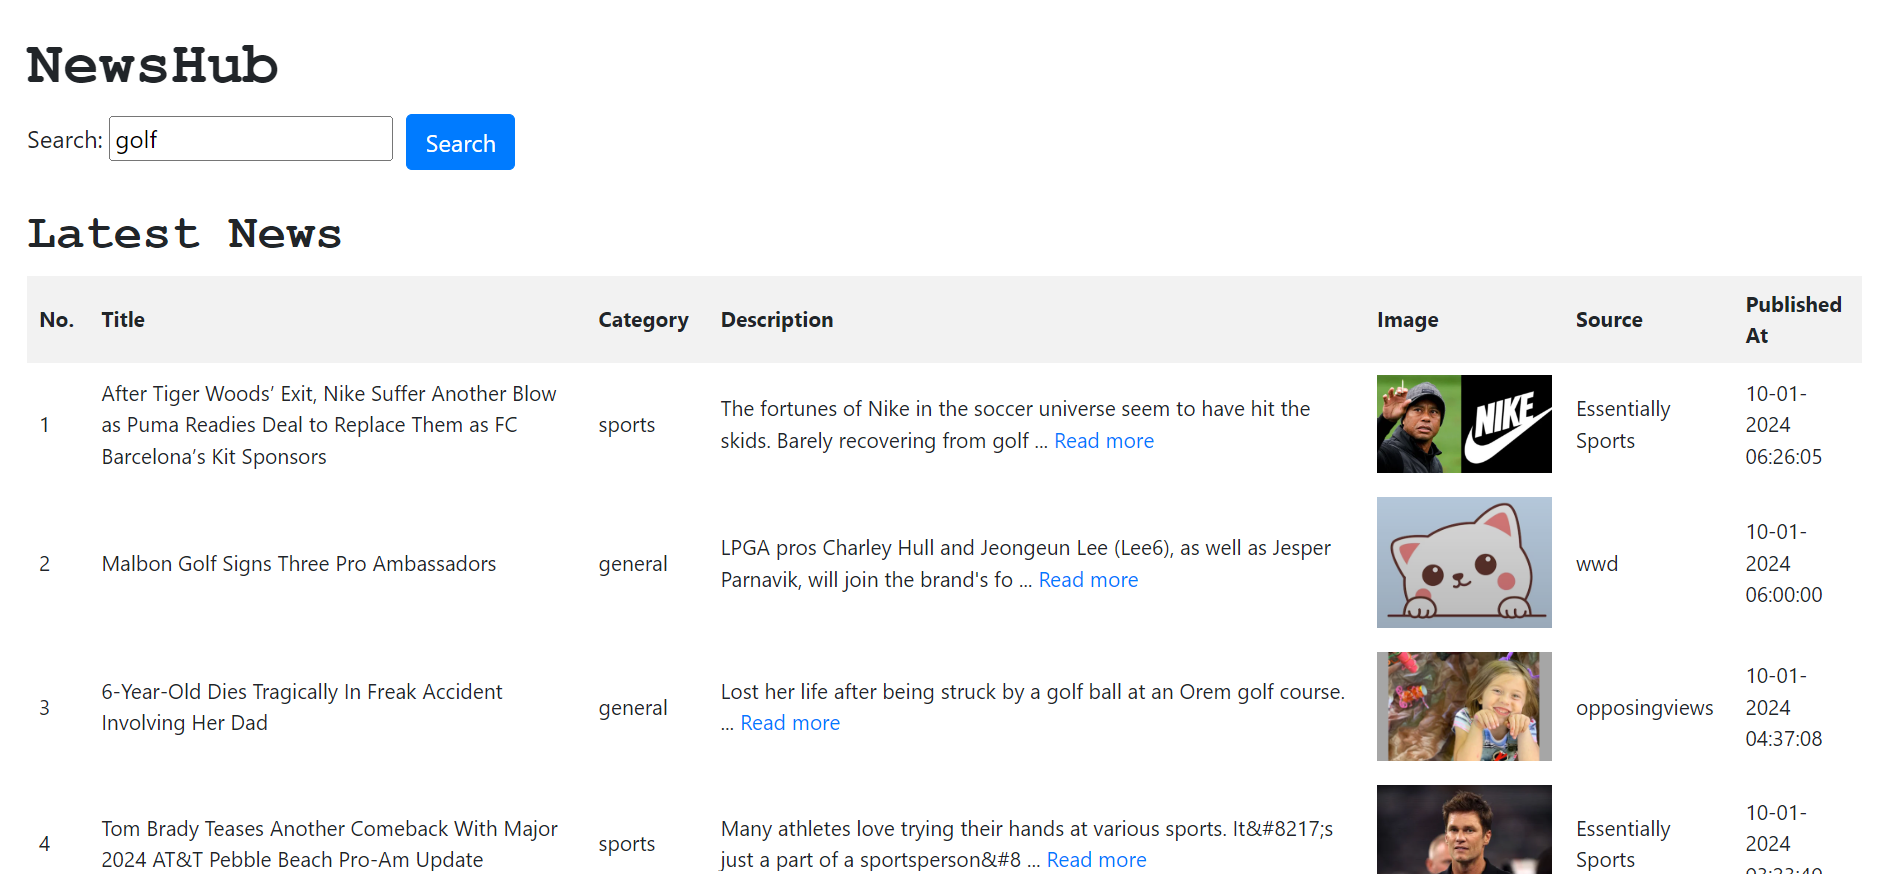 NewsHub
Search: golf Search
Latest News
No. Title Category Description Image Source Published At
1
After Tiger Woods’ Exit, Nike Suffer Another Blow
as Puma Readies Deal to Replace Them as FC
Barcelona’s Kit Sponsors
sports
The fortunes of Nike in the soccer universe seem to have hit the
skids. Barely recovering from golf ... Read more
NIKE
Essentially
Sports
10-01-
2024
06:26:05
2
Malbon Golf Signs Three Pro Ambassadors
general
LPGA pros Charley Hull and Jeongeun Lee (Lee6), as well as Jesper
Parnavik, will join the brand's fo ... Read more
wwd
10-01-
2024
06:00:00
3
6-Year-Old Dies Tragically In Freak Accident
Involving Her Dad
general
Lost her life after being struck by a golf ball at an Orem golf course.
... Read more
opposingviews
10-01-
2024
04:37:08
4
Tom Brady Teases Another Comeback With Major
2024 AT&T Pebble Beach Pro-Am Update
sports
Many athletes love trying their hands at various sports. It&#8217;s
just a part of a sportsperson&#8 ... Read more
Essentially
Sports
10-01-
2024